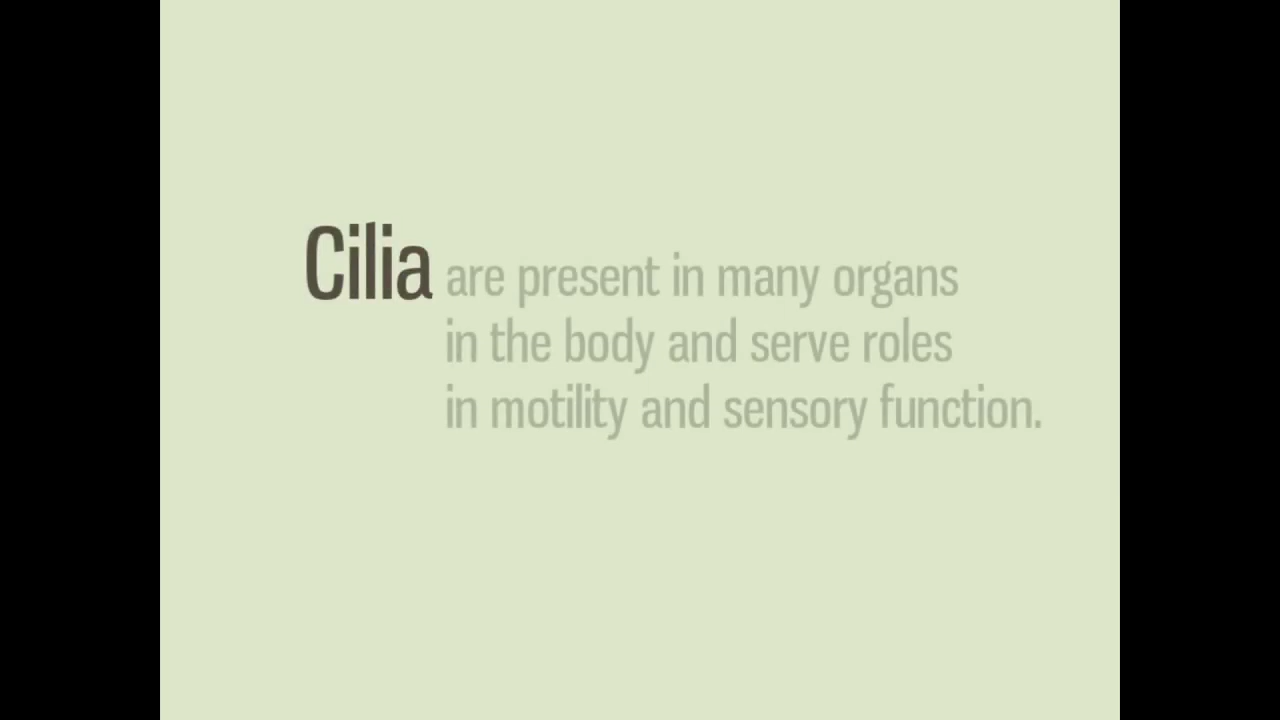 Cilia are present in many organs
in the body and serve roles
in motility and sensory function.